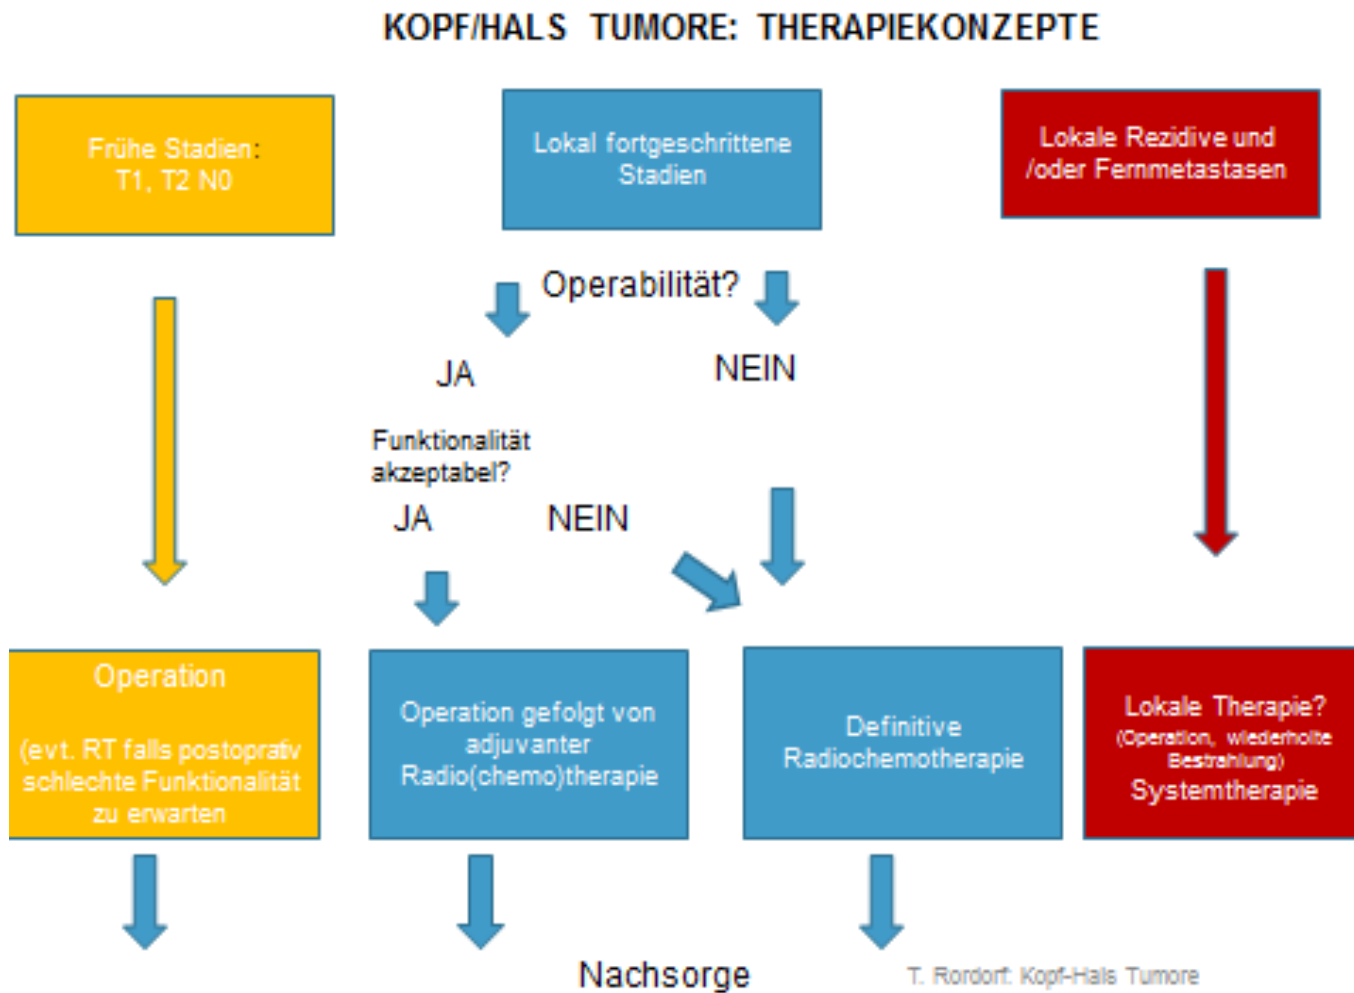 KOPF/HALS TUMORE: THERAPIEKONZEPTE
Frühe Stadien:
T1, T2 N0
Lokal fortgeschrittene
Stadien
Lokale Rezidive und
/oder Fernmetastasen
Operabilität?
JA
NEIN
Funktionalität
akzeptabel?
JA
NEIN
Operation
(evt. RT falls postoprativ
schlechte Funktionalität
zu erwarten
Operation gefolgt von
adjuvanter
Radio(chemo)therapie
Definitive
Radiochemotherapie
Lokale Therapie?
(Operation, wiederholte
Bestrahlung)
Systemtherapie
Nachsorge
T. Rordorf: Kopf-Hals Tumore